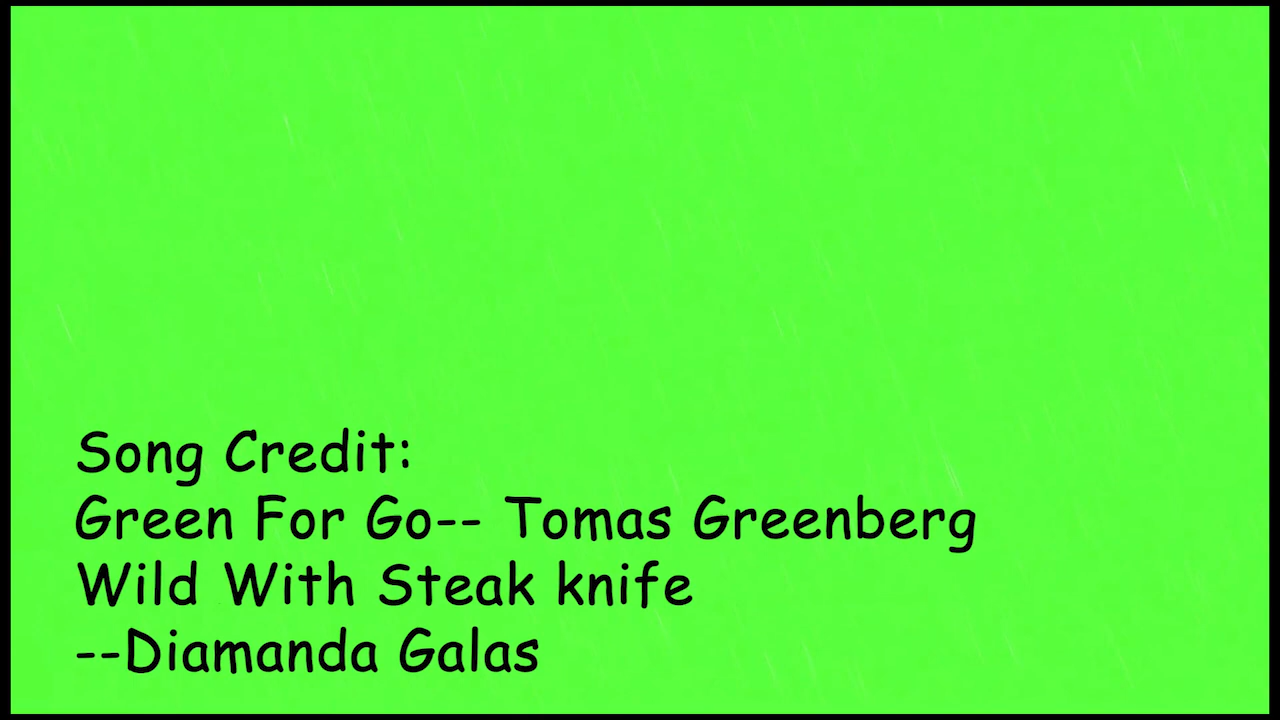 Song Credit:
Green For Go-- Tomas Greenberg
Wild With Steak knife
--Diamanda Galas